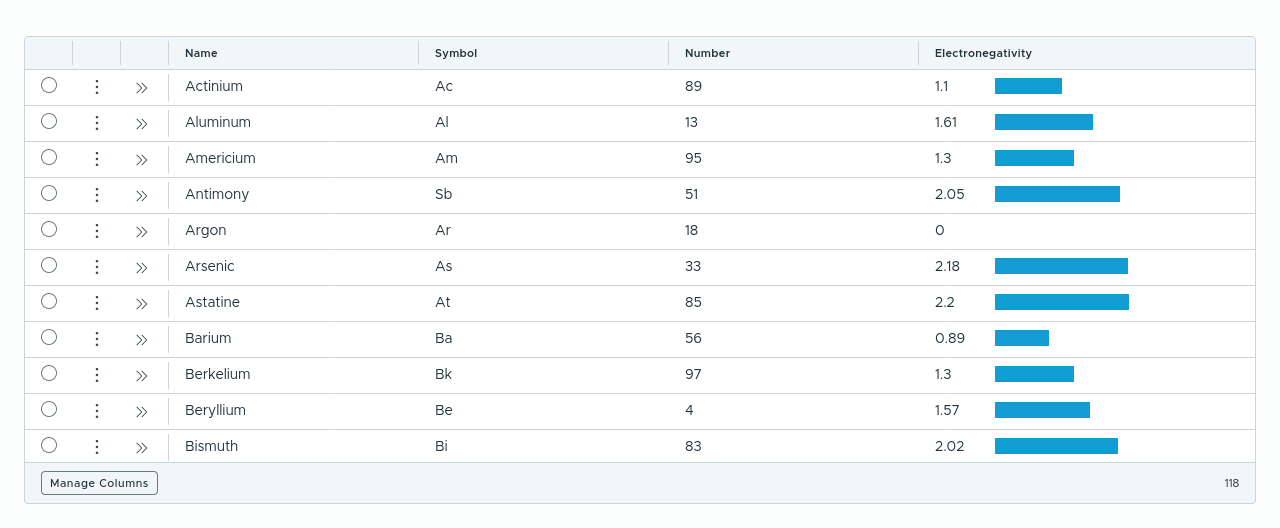 Name Symbol Number Electronegativity
Actinium Ac 89 1.1
Aluminum Al 13 1.61
Americium Am 95 1.3
Antimony Sb 51 2.05
Argon Ar 18 0
Arsenic As 33 2.18
Astatine At 85 2.2
Barium Ba 56 0.89
Berkelium Bk 97 1.3
Beryllium Be 4 1.57
Bismuth Bi 83 2.02
Manage Columns 118